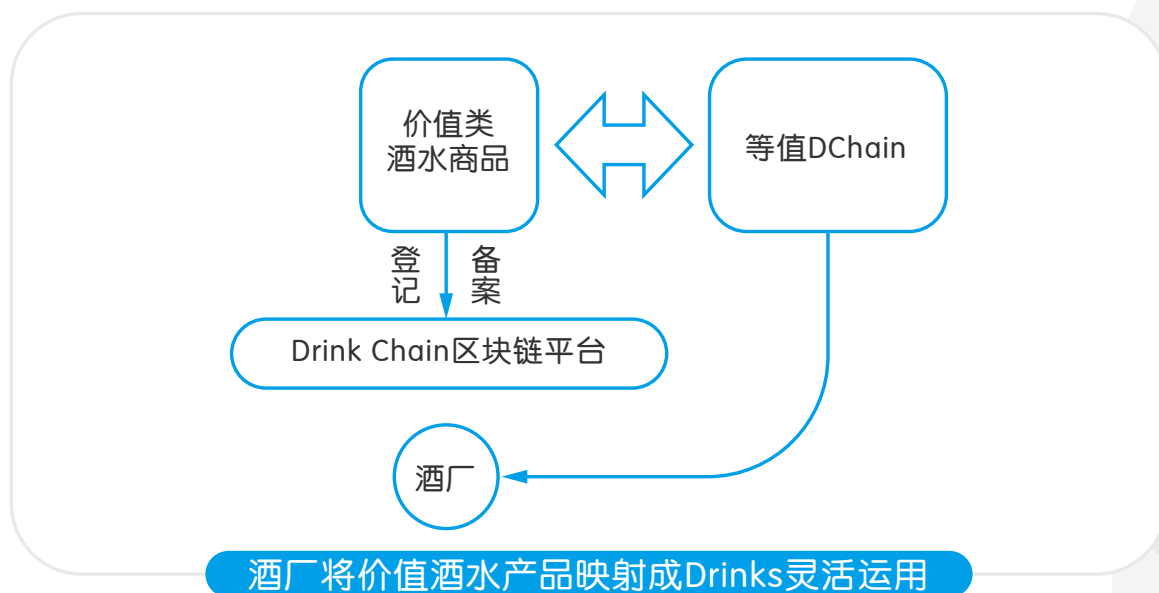 价值类
酒水商品
等值DChain
登记
备案
Drink Chain区块链平台
酒厂
酒厂将价值酒水产品映射成Drinks灵活运用